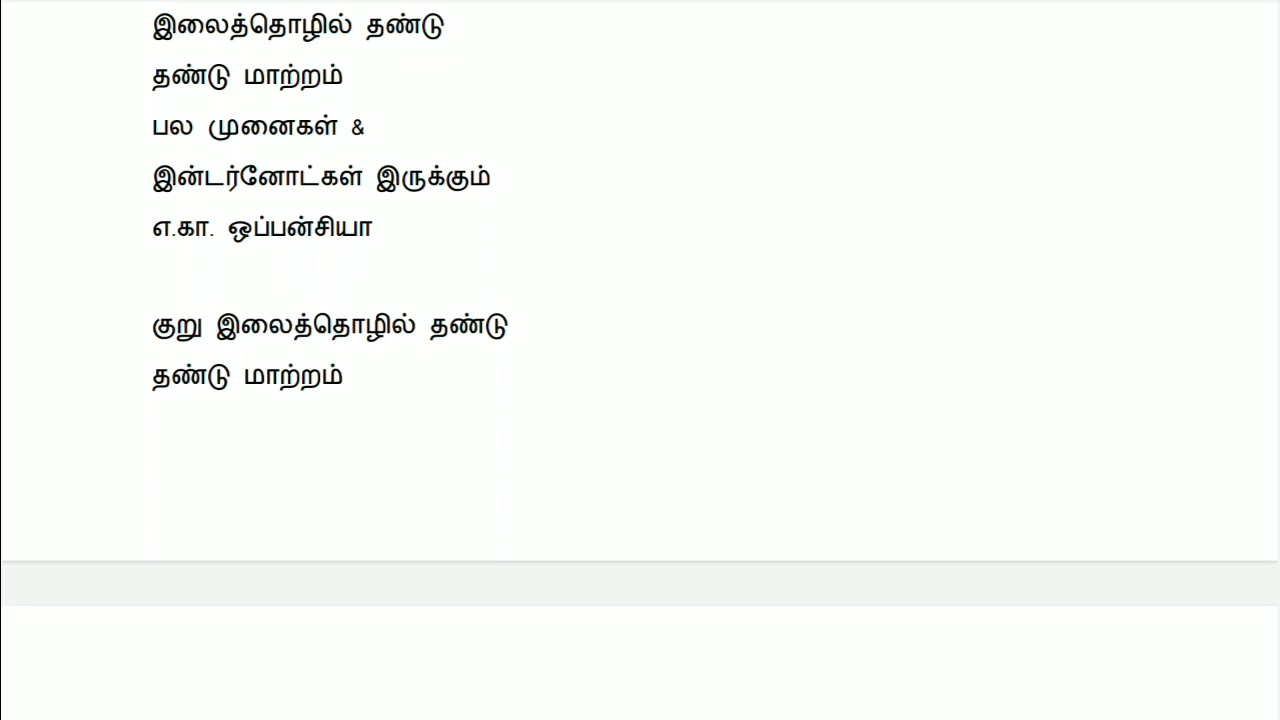 இலைத்தொழில் தண்டு
தண்டு மாற்றம்
பல முனைகள் &
இன்டர்னோட்கள் இருக்கும்
எ.கா. ஒப்பன்சியா
குறு இலைத்தொழில் தண்டு
தண்டு மாற்றம்